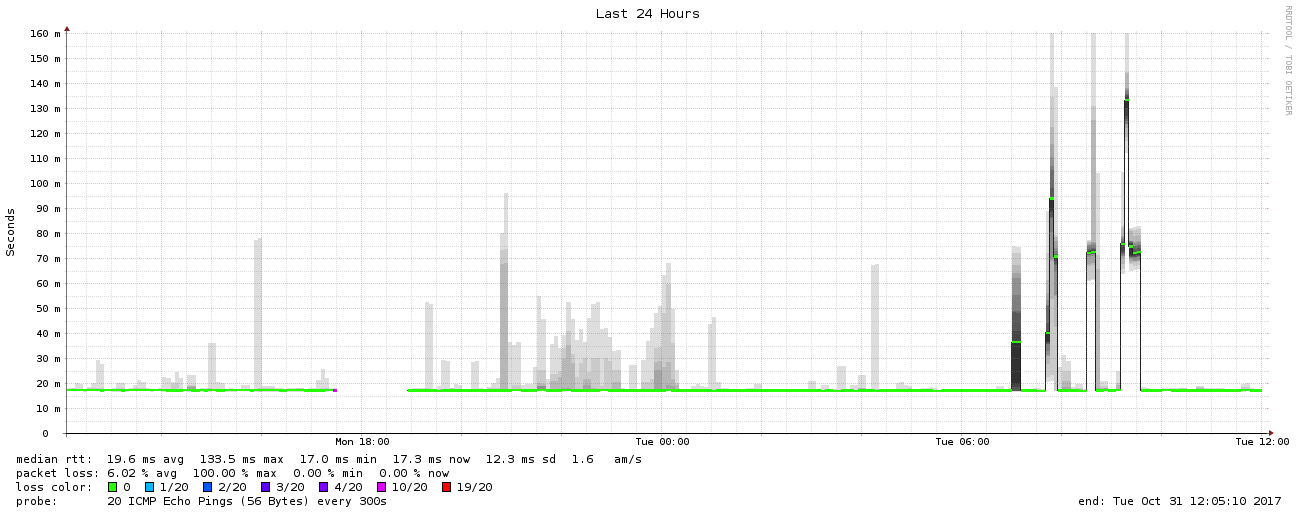 Last 24 Hours
RRDTOOL / TOBI OETIKER
Seconds
160 m
150 m
140 m
130 m
120 m
110 m
100 m
90 m
80 m
70 m
60 m
50 m
40 m
30 m
20 m
10 m
0
Mon 18:00 Tue 00:00 Tue 06:00 Tue 12:00
median rtt: 19.6 ms avg 133.5 ms max 17.0 ms min 17.3 ms now 12.3 ms sd 1.6 am/s
packet loss: 6.02 % avg 100.00 % max 0.00 % min 0.00 % now
loss color: 0 1/20 2/20 3/20 4/20 10/20 19/20
probe: 20 ICMP Echo Pings (56 Bytes) every 300s end: Tue Oct 31 12:05:10 2017